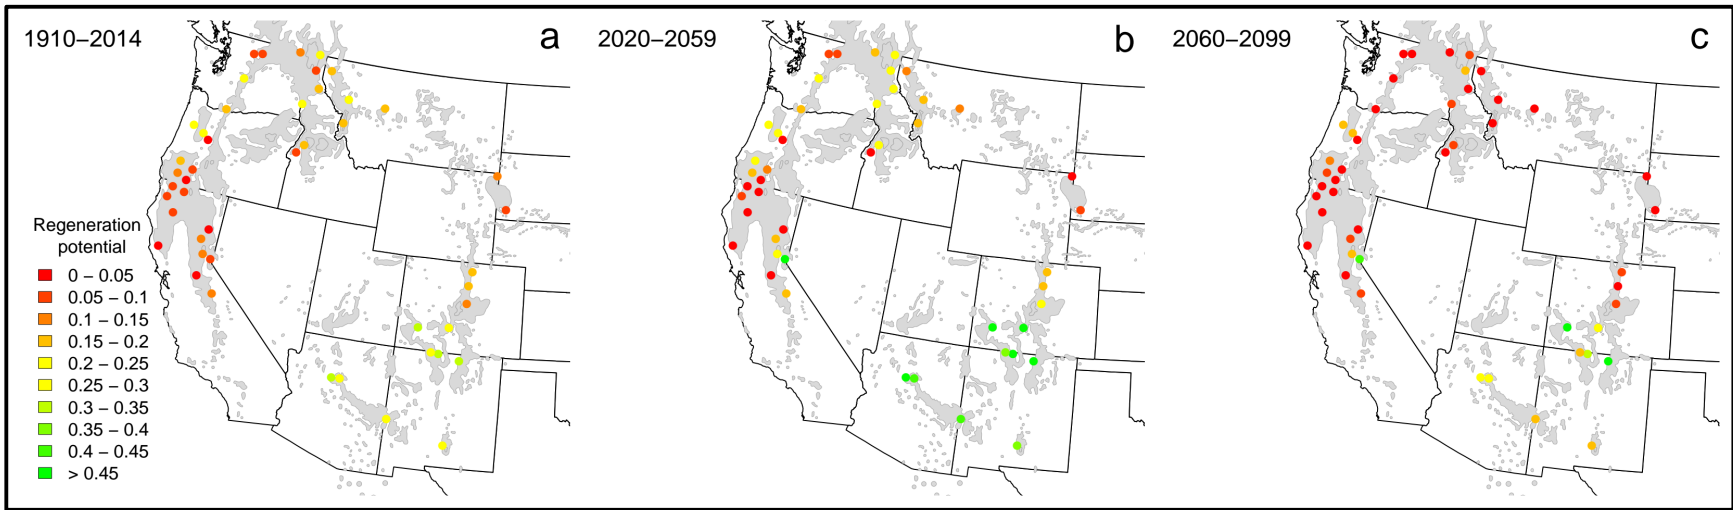 1910–2014
a
2020–2059
b
2060–2099
c
Regeneration
potential
0 – 0.05
0.05 – 0.1
0.1 – 0.15
0.15 – 0.2
0.2 – 0.25
0.25 – 0.3
0.3 – 0.35
0.35 – 0.4
0.4 – 0.45
> 0.45